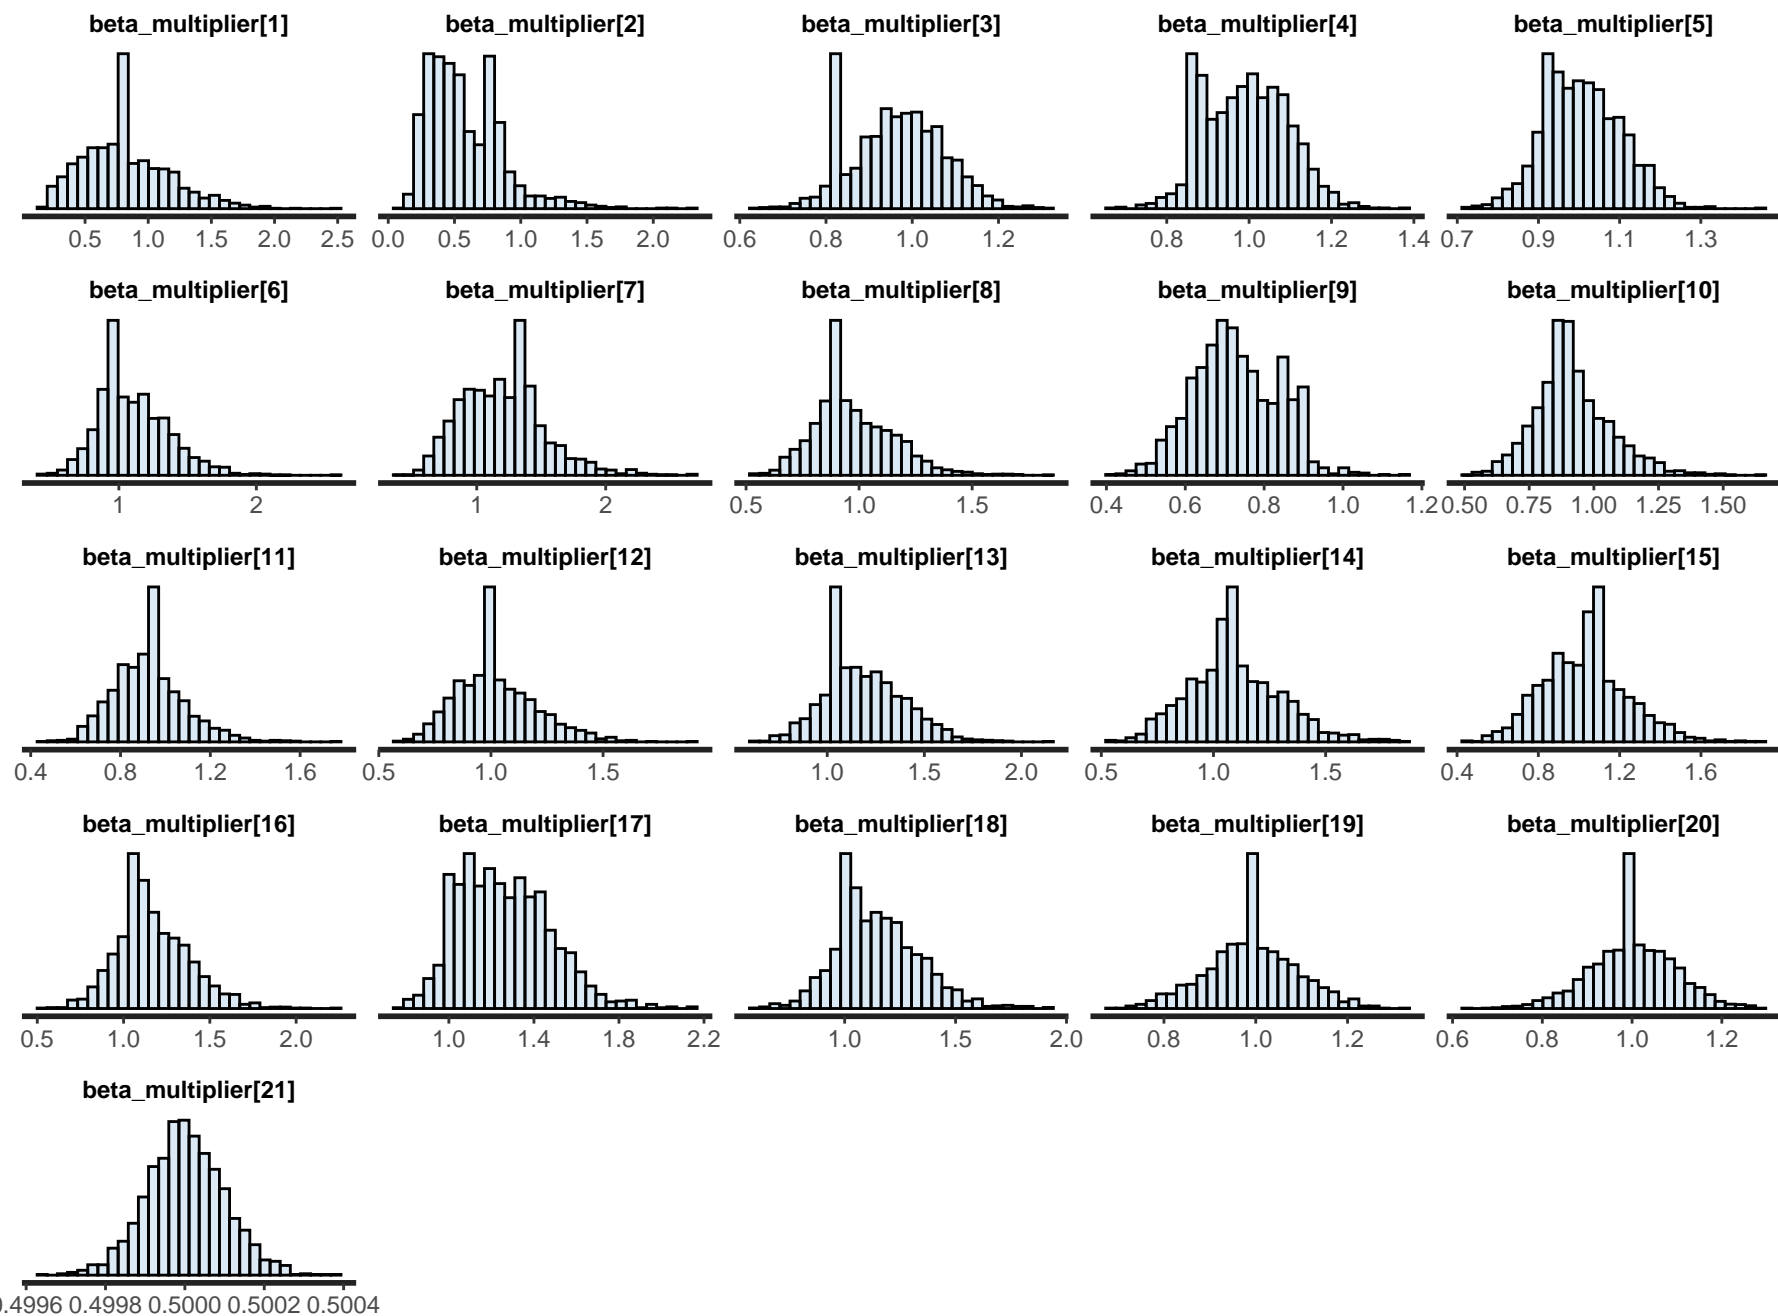 beta_multiplier[1] beta_multiplier[2] beta_multiplier[3] beta_multiplier[4] beta_multiplier[5]
0.5 1.0 1.5 2.0 2.5 0.0 0.5 1.0 1.5 2.0 0.6 0.8 1.0 1.2 0.8 1.0 1.2 1.4 0.7 0.9 1.1 1.3
beta_multiplier[6] beta_multiplier[7] beta_multiplier[8] beta_multiplier[9] beta_multiplier[10]
1 2 1 2 0.5 1.0 1.5 0.4 0.6 0.8 1.0 1.2 0.50 0.75 1.00 1.25 1.50
beta_multiplier[11] beta_multiplier[12] beta_multiplier[13] beta_multiplier[14] beta_multiplier[15]
0.4 0.8 1.2 1.6 0.5 1.0 1.5 1.0 1.5 2.0 0.5 1.0 1.5 0.4 0.8 1.2 1.6
beta_multiplier[16] beta_multiplier[17] beta_multiplier[18] beta_multiplier[19] beta_multiplier[20]
0.5 1.0 1.5 2.0 1.0 1.4 1.8 2.2 1.0 1.5 2.0 0.8 1.0 1.2 0.6 0.8 1.0 1.2
beta_multiplier[21]
0.4996 0.4998 0.5000 0.5002 0.5004